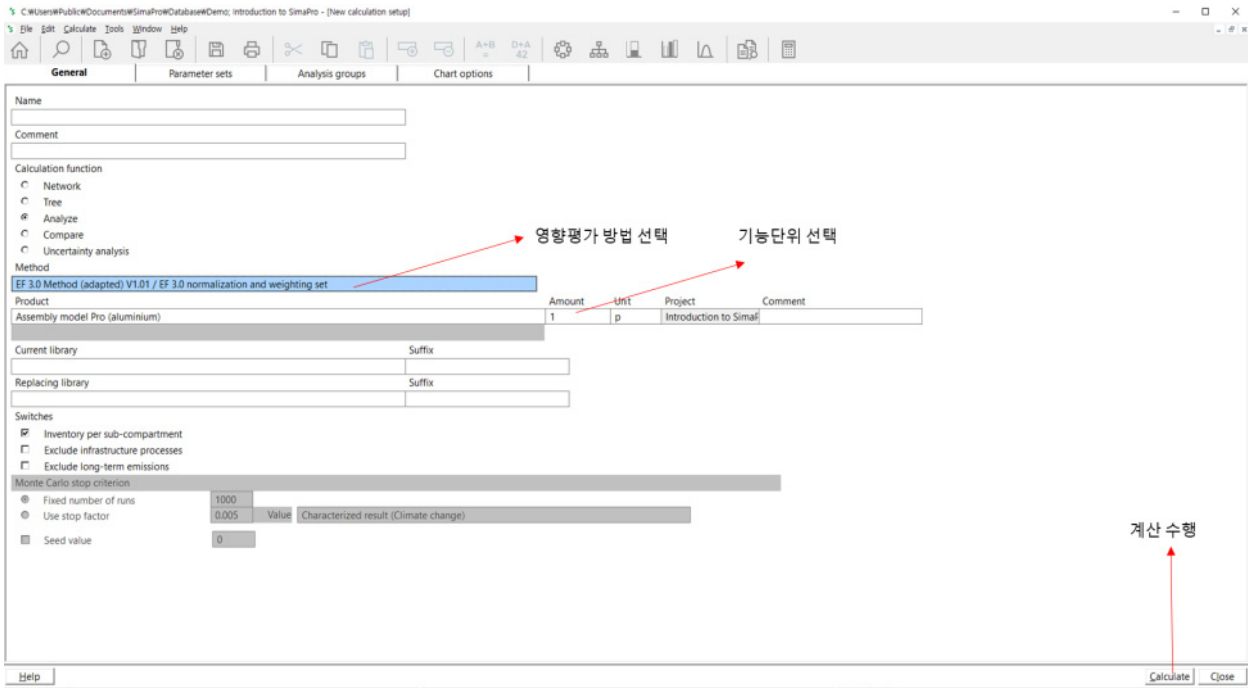 C:₩Users₩Public₩Documents₩SimaPro₩Database₩Demo; Introduction to SimaPro - [New calculation setup]
File Edit Calculate Tools Window Help
A+B = D+A 42
General Parameter sets Analysis groups Chart options
Name
Comment
Calculation function
Network
Tree
Analyze
영향평가 방법 선택 기능단위 선택
Compare
Uncertainty analysis
Method
EF 3.0 Method (adapted) V1.01 / EF 3.0 normalization and weighting set
Product Amount Unit Project Comment
Assembly model Pro (aluminium) 1 p Introduction to SimaP
Current library Suffix
Replacing library Suffix
Switches
Inventory per sub-compartment
Exclude infrastructure processes
Exclude long-term emissions
Monte Carlo stop criterion
Fixed number of runs 1000
Use stop factor 0.005 Value Characterized result (Climate change)
계산 수행
Seed value 0
Help Calculate Close